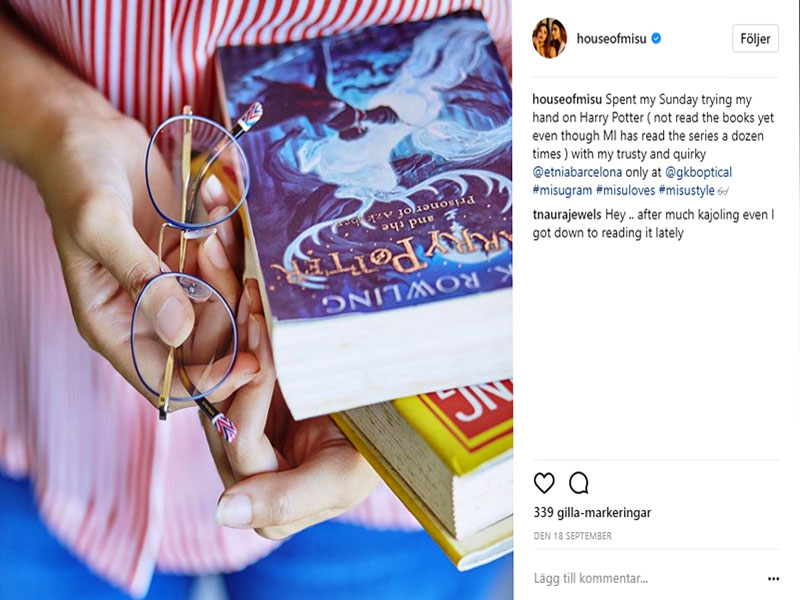 houseofmisu
Följer
houseofmisu Spent my Sunday trying my
hand on Harry Potter ( not read the books yet
even though MI has read the series a dozen
times ) with my trusty and quirky
@etniabarcelona only at @gkboptical
#misugram #misuloves #misustyle 👓
tnaurajewels Hey .. after much kajoling even I
got down to reading it lately
339 gilla-markeringar
DEN 18 SEPTEMBER
Lägg till kommentar...
K. ROWLING
ARRY POTTER
and the
Prisoner of Azkaban
NG